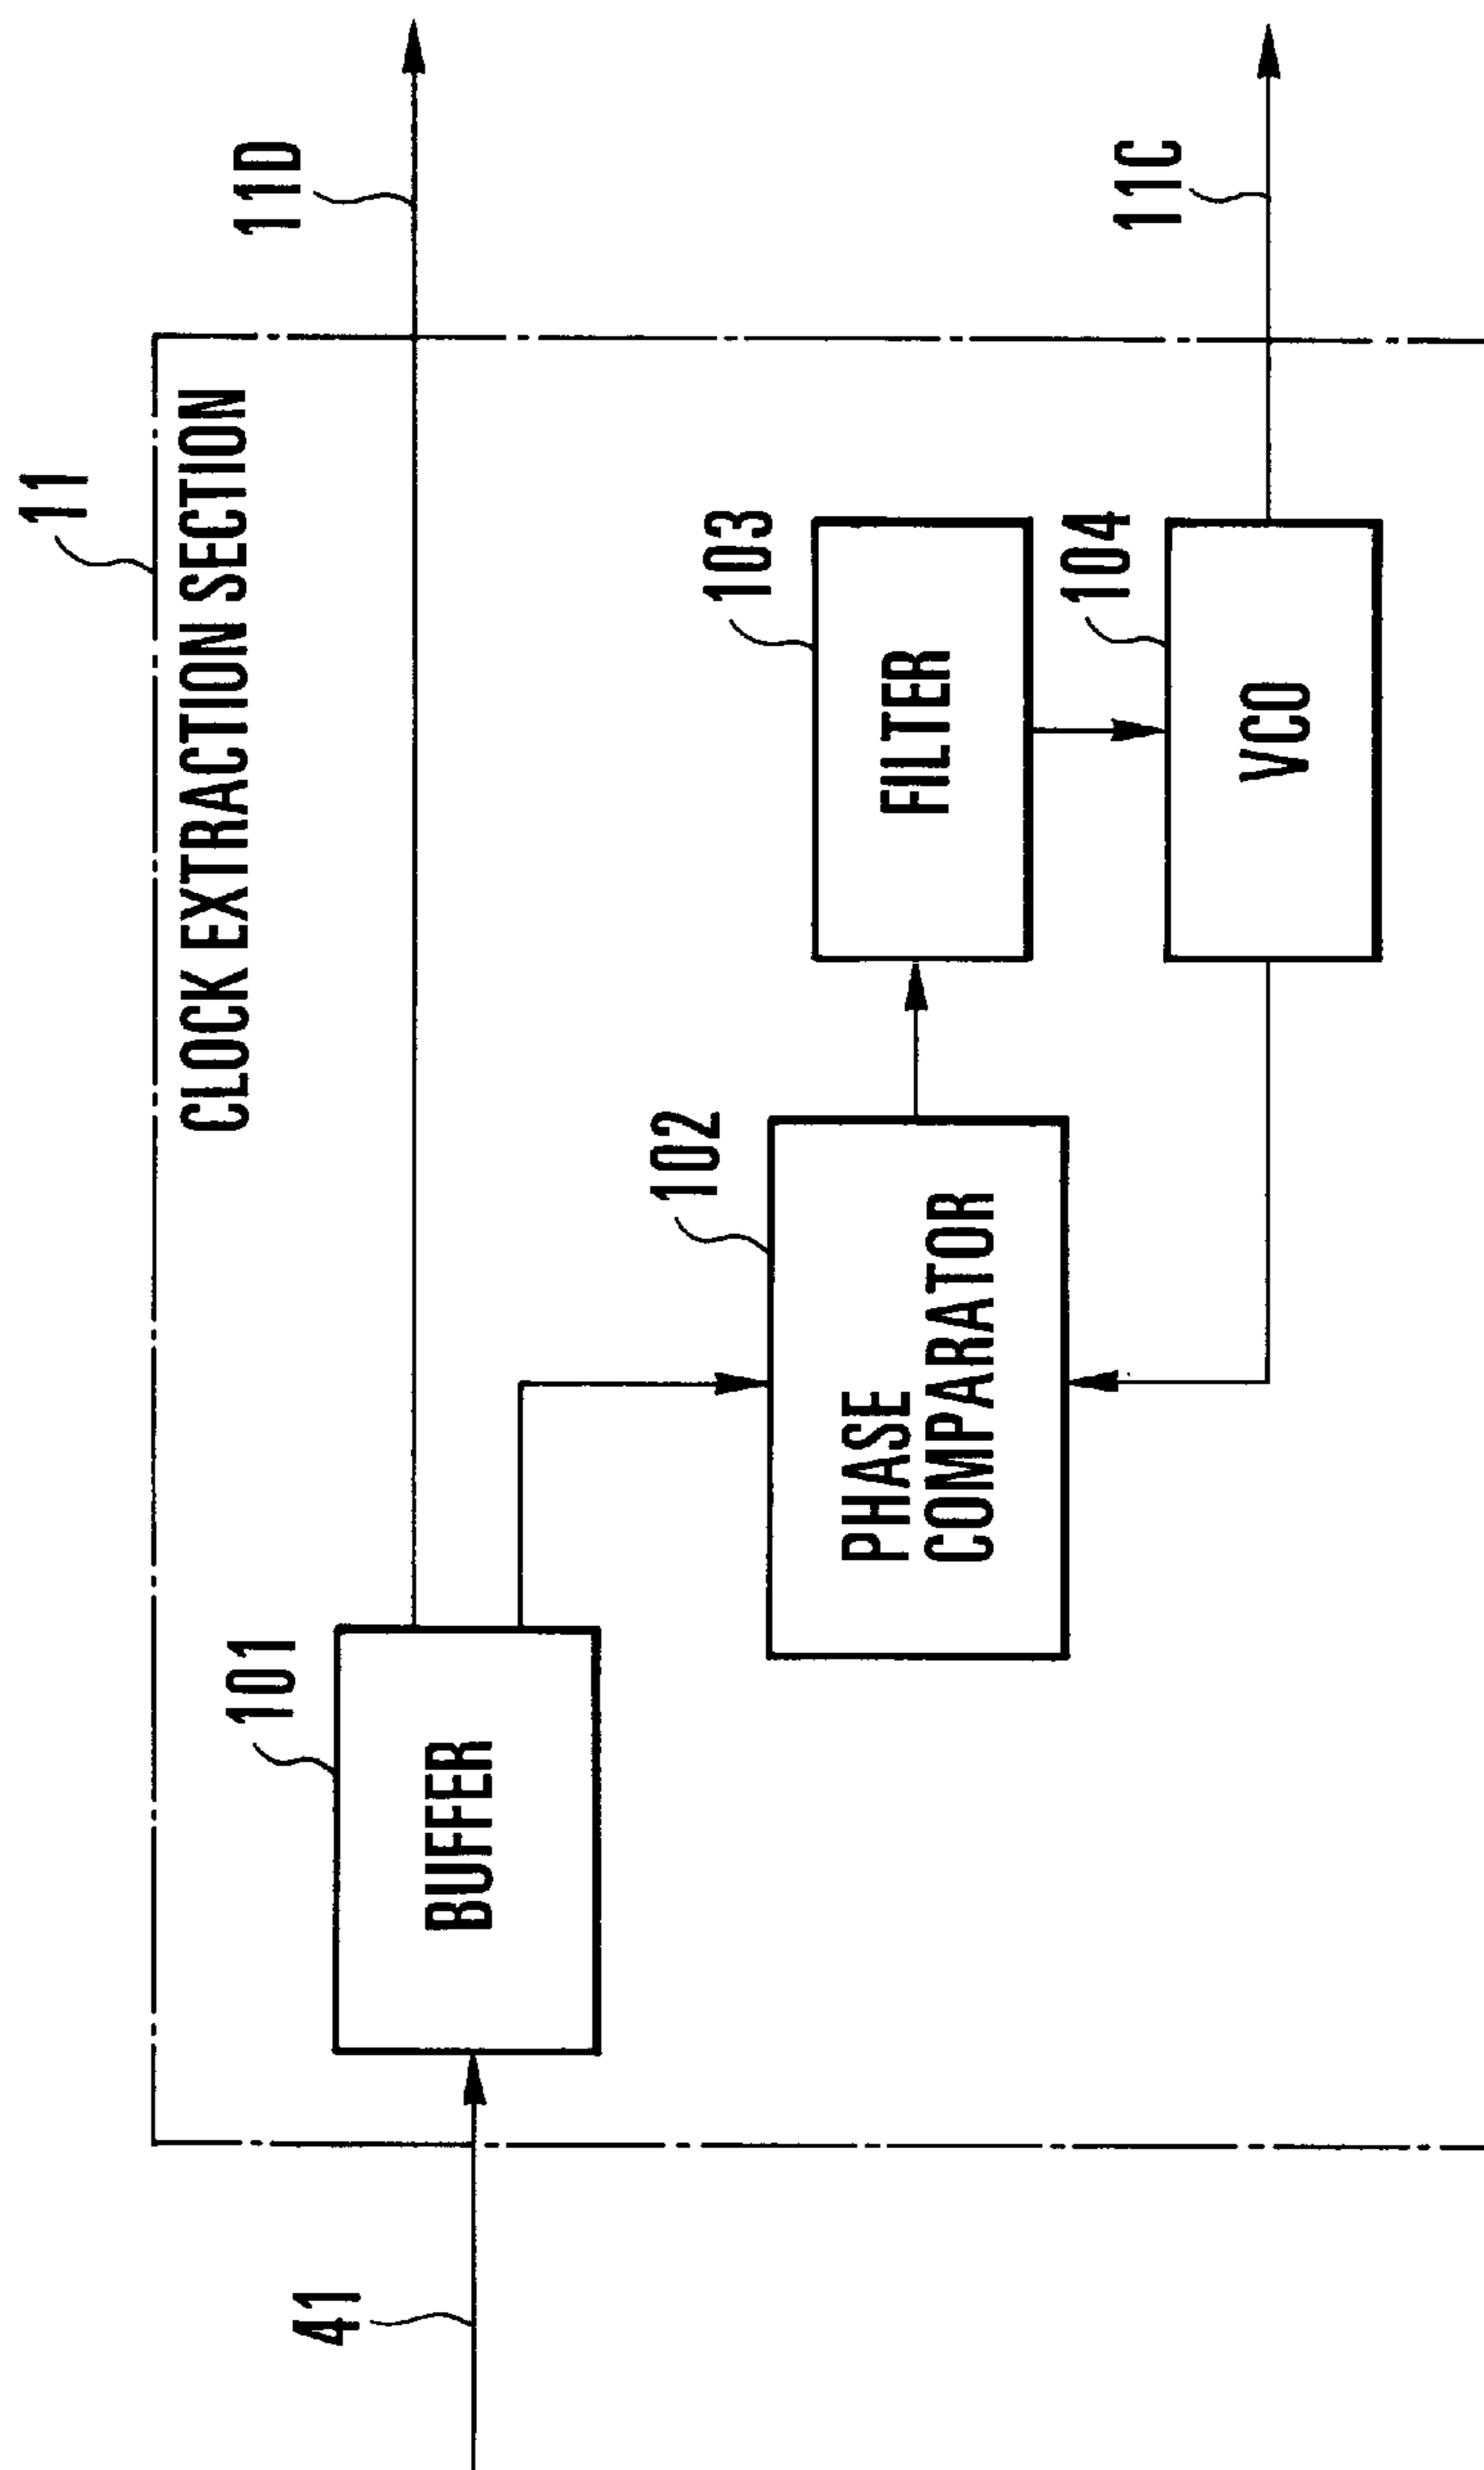 11
CLOCK EXTRACTION SECTION
41
101
BUFFER
11D
102
PHASE
COMPARATOR
103
FILTER
104
VCO
11C